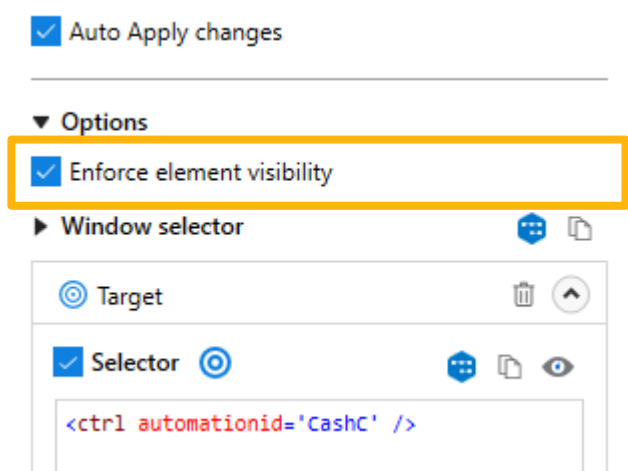 Auto Apply changes
Options
Enforce element visibility
Window selector
Target
Selector
<ctrl automationid='CashC' />